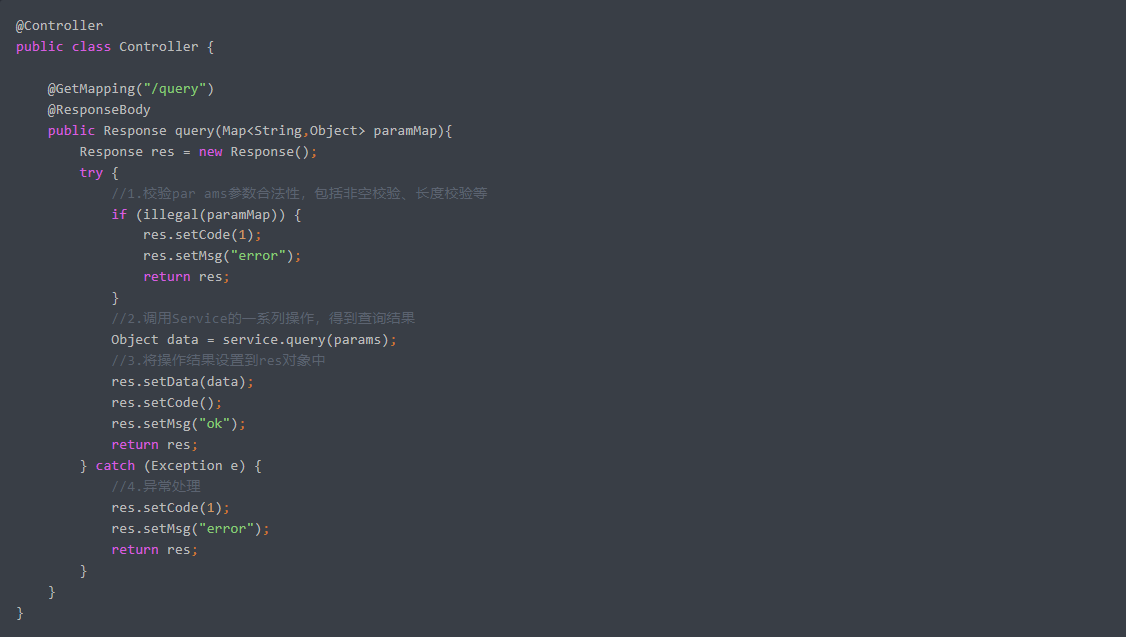 @Controller
public class Controller {
@GetMapping("/query")
@ResponseBody
public Response query(Map<String,Object> paramMap){
Response res = new Response();
try {
//1.校验par ams参数合法性，包括非空校验、长度校验等
if (illegal(paramMap)) {
res.setCode(1);
res.setMsg("error");
return res;
}
//2.调用Service的一系列操作，得到查询结果
Object data = service.query(params);
//3.将操作结果设置到res对象中
res.setData(data);
res.setCode();
res.setMsg("ok");
return res;
} catch (Exception e) {
//4.异常处理
res.setCode(1);
res.setMsg("error");
return res;
}
}
}